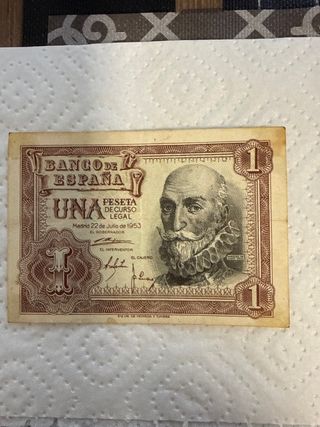 BANCO DE
ESPAÑA
1
UNA PESETA
DE CURSO
LEGAL
Madrid 22 de Julio de 1953
EL GOBERNADOR
EL INTERVENTOR
EL CAJERO
1
1